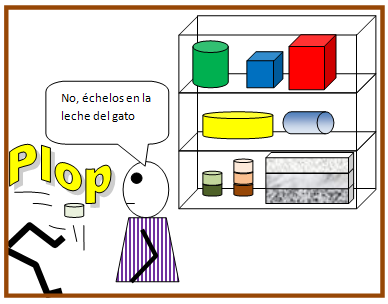 No, échelos en la
leche del gato
Plop